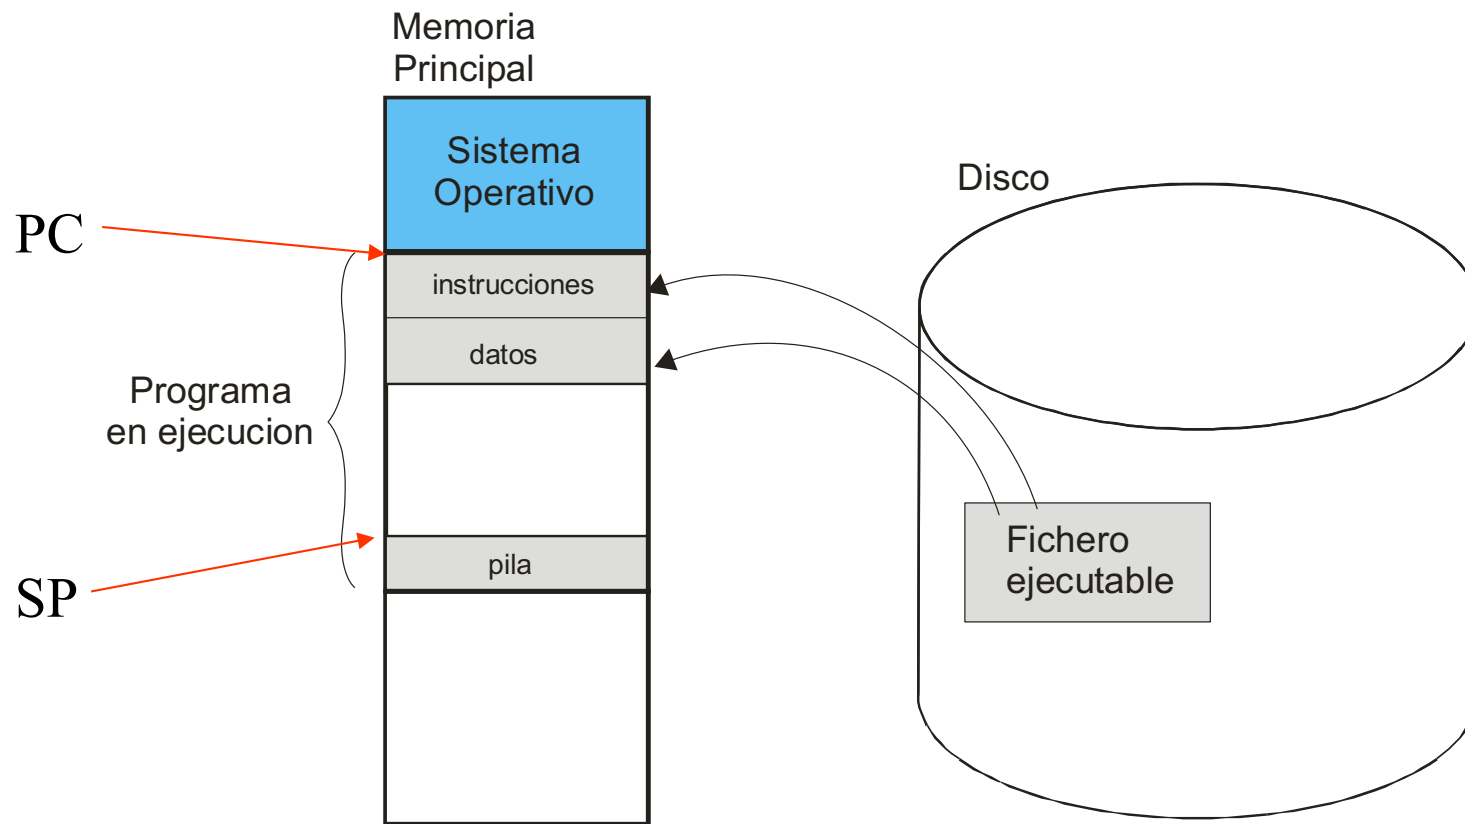 Memoria
Principal
Sistema
Operativo
Disco
PC
instrucciones
datos
Programa
en ejecucion
Fichero
ejecutable
pila
SP